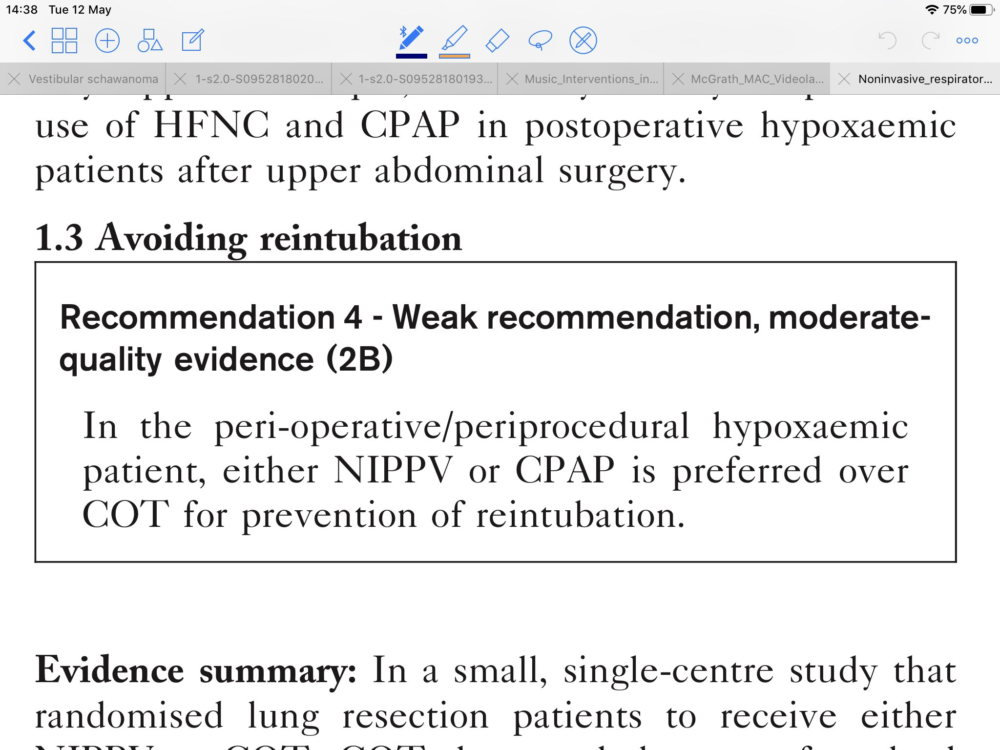 14:38 Tue 12 May 75%
Vestibular schawanoma 1-s2.0-S0952818020... 1-s2.0-S09528180193... Music_Interventions_in... McGrath_MAC_Videola... Noninvasive_respirator...
use of HFNC and CPAP in postoperative hypoxaemic
patients after upper abdominal surgery.
1.3 Avoiding reintubation
Recommendation 4 - Weak recommendation, moderate-
quality evidence (2B)
In the peri-operative/periprocedural hypoxaemic
patient, either NIPPV or CPAP is preferred over
COT for prevention of reintubation.
Evidence summary: In a small, single-centre study that
randomised lung resection patients to receive either